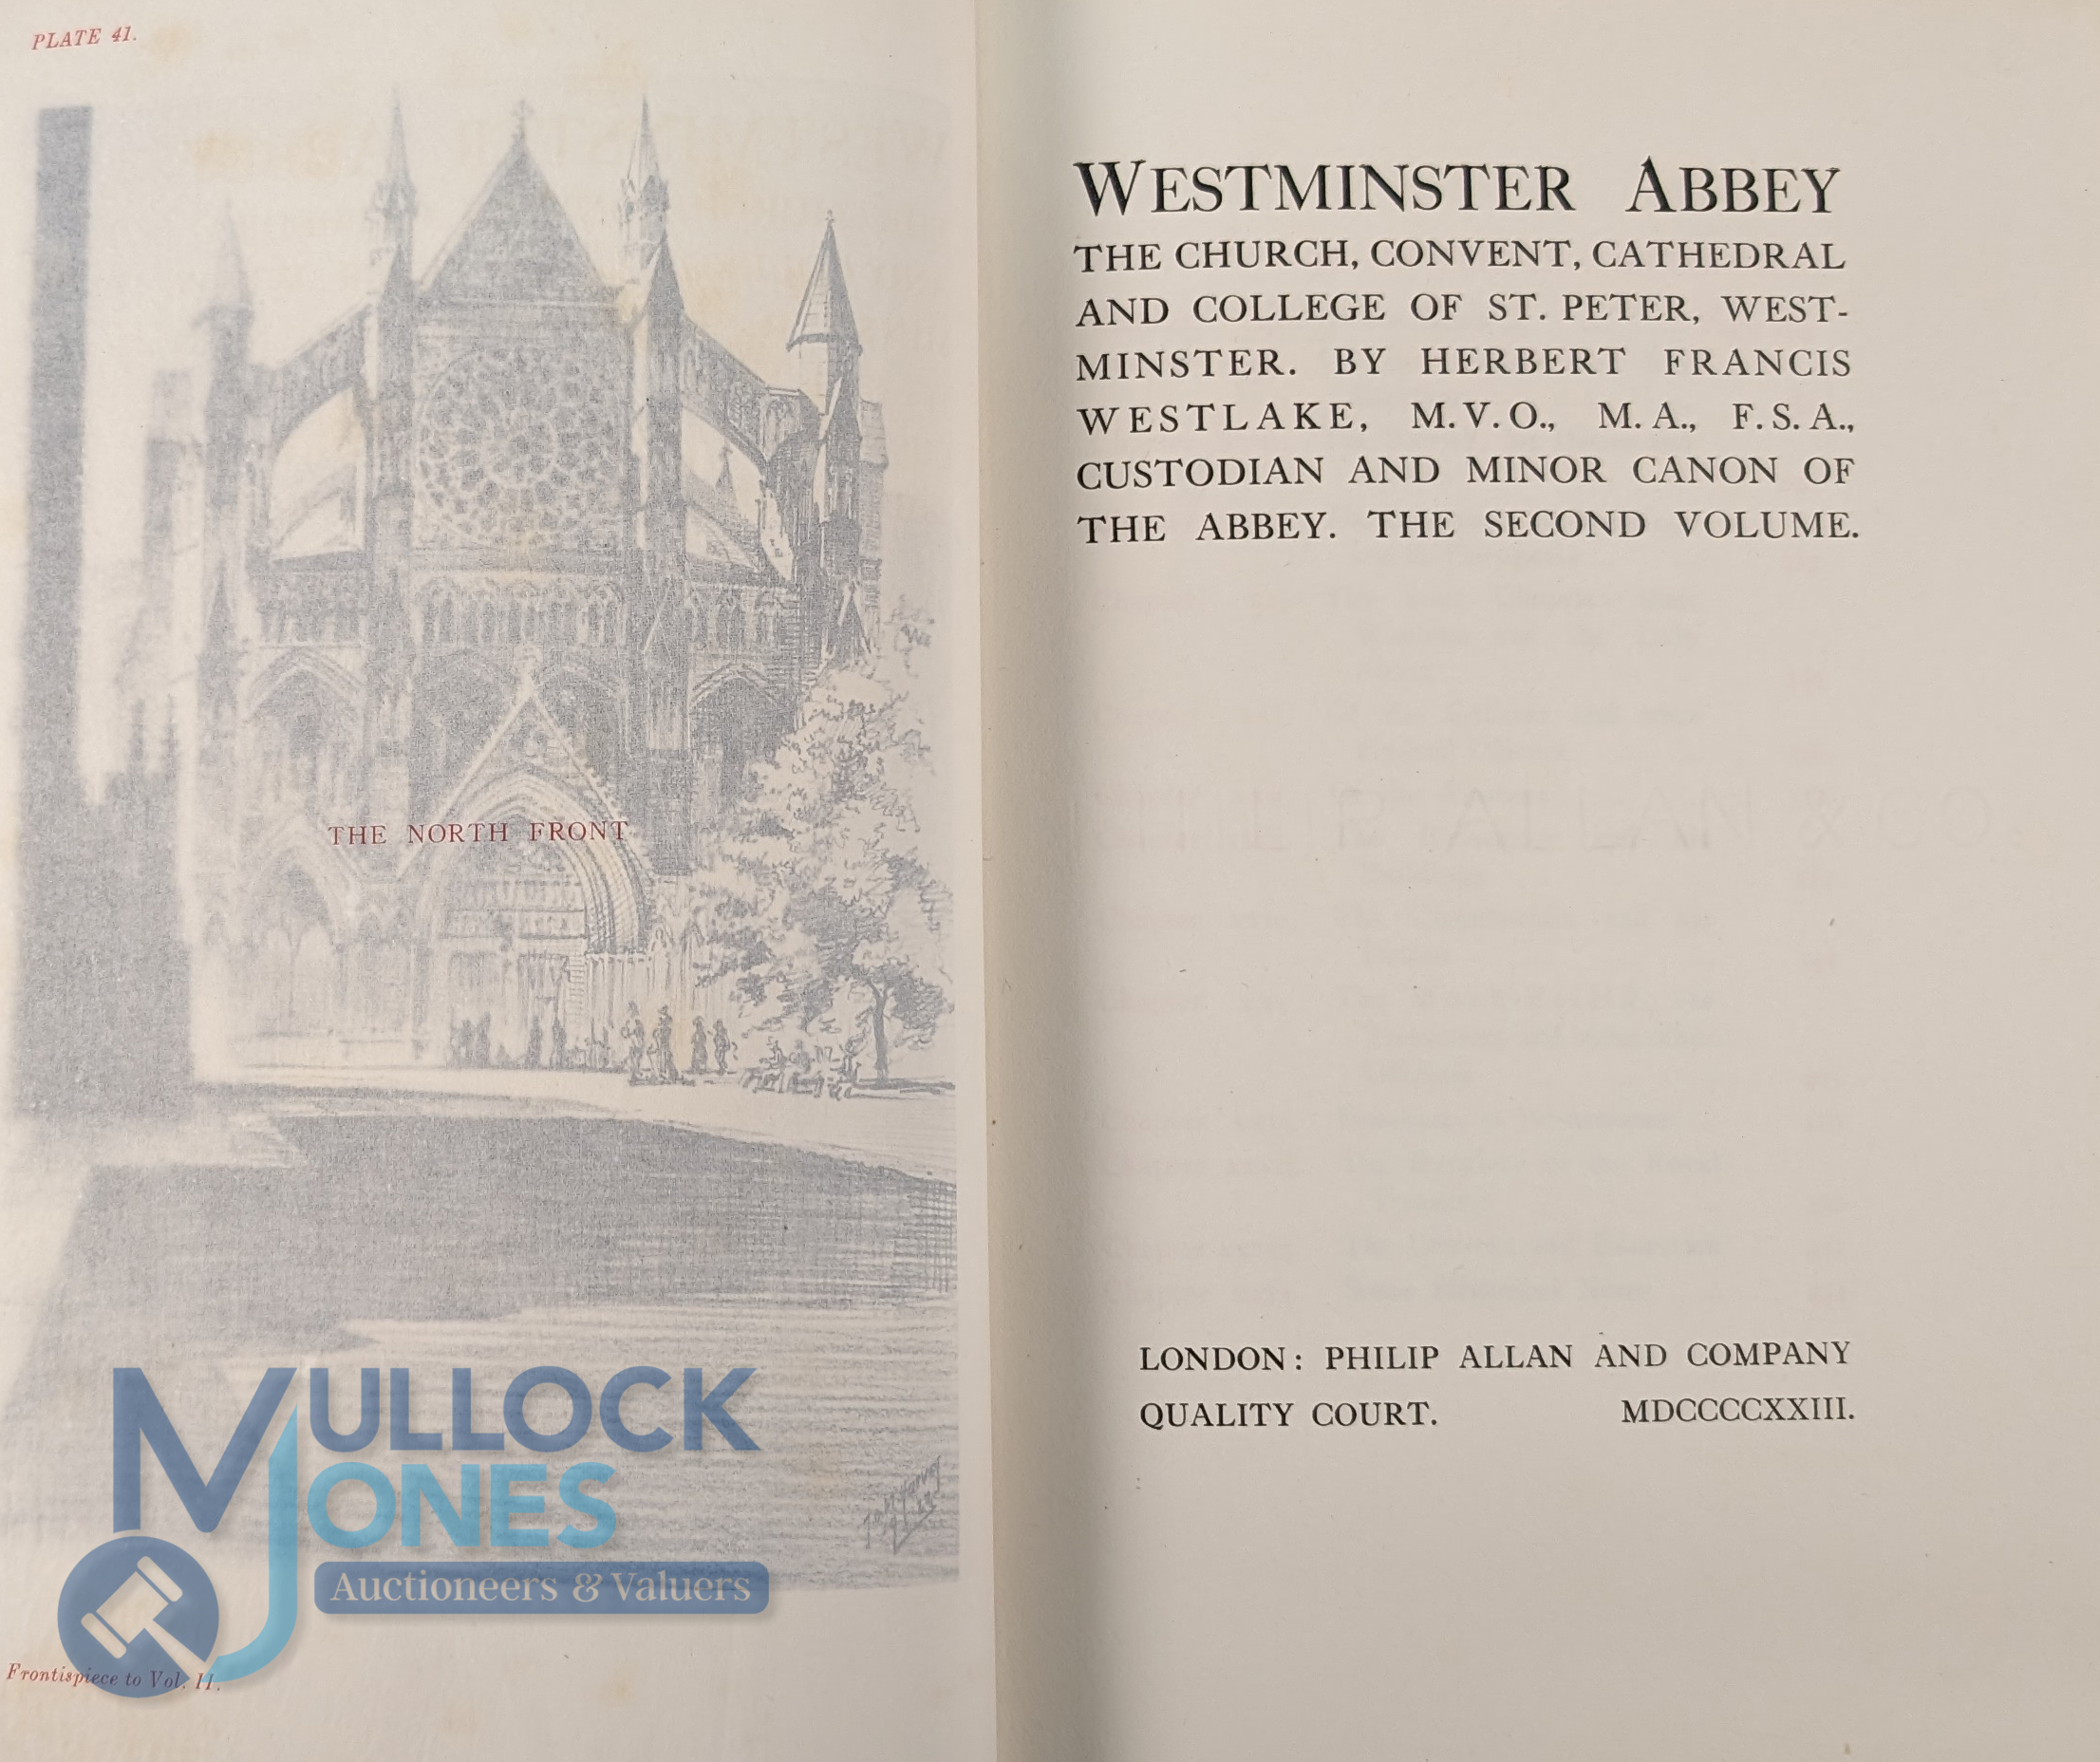 PLATE 41.
THE NORTH FRONT
Frontispiece to Vol. II.
MULLOCK
JONES
Auctioneers & Valuers
WESTMINSTER ABBEY
THE CHURCH, CONVENT, CATHEDRAL
AND COLLEGE OF ST. PETER, WEST-
MINSTER. BY HERBERT FRANCIS
WESTLAKE, M.V.O., M.A., F.S.A.,
CUSTODIAN AND MINOR CANON OF
THE ABBEY. THE SECOND VOLUME.
LONDON: PHILIP ALLAN AND COMPANY
QUALITY COURT. MDCCCCXXIII.